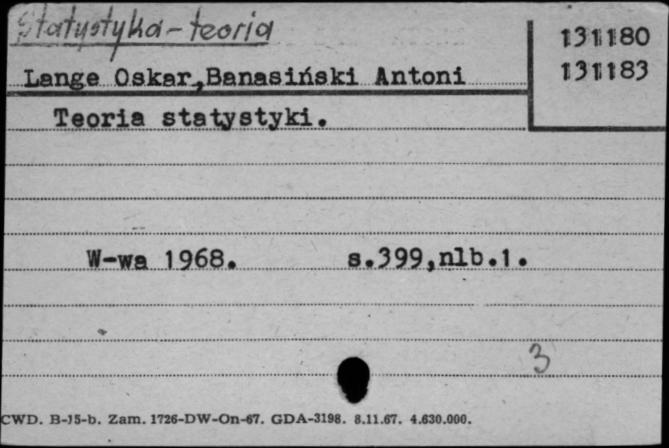 Statystyka - teoria
131180
Lange Oskar, Banasiński Antoni
131183
Teoria statystyki.
W-wa 1968. s.399,nlb.1.
3
CWD. B-15-b. Zam. 1726-DW-On-67. GDA-3198. 8.11.67. 4.630.000.